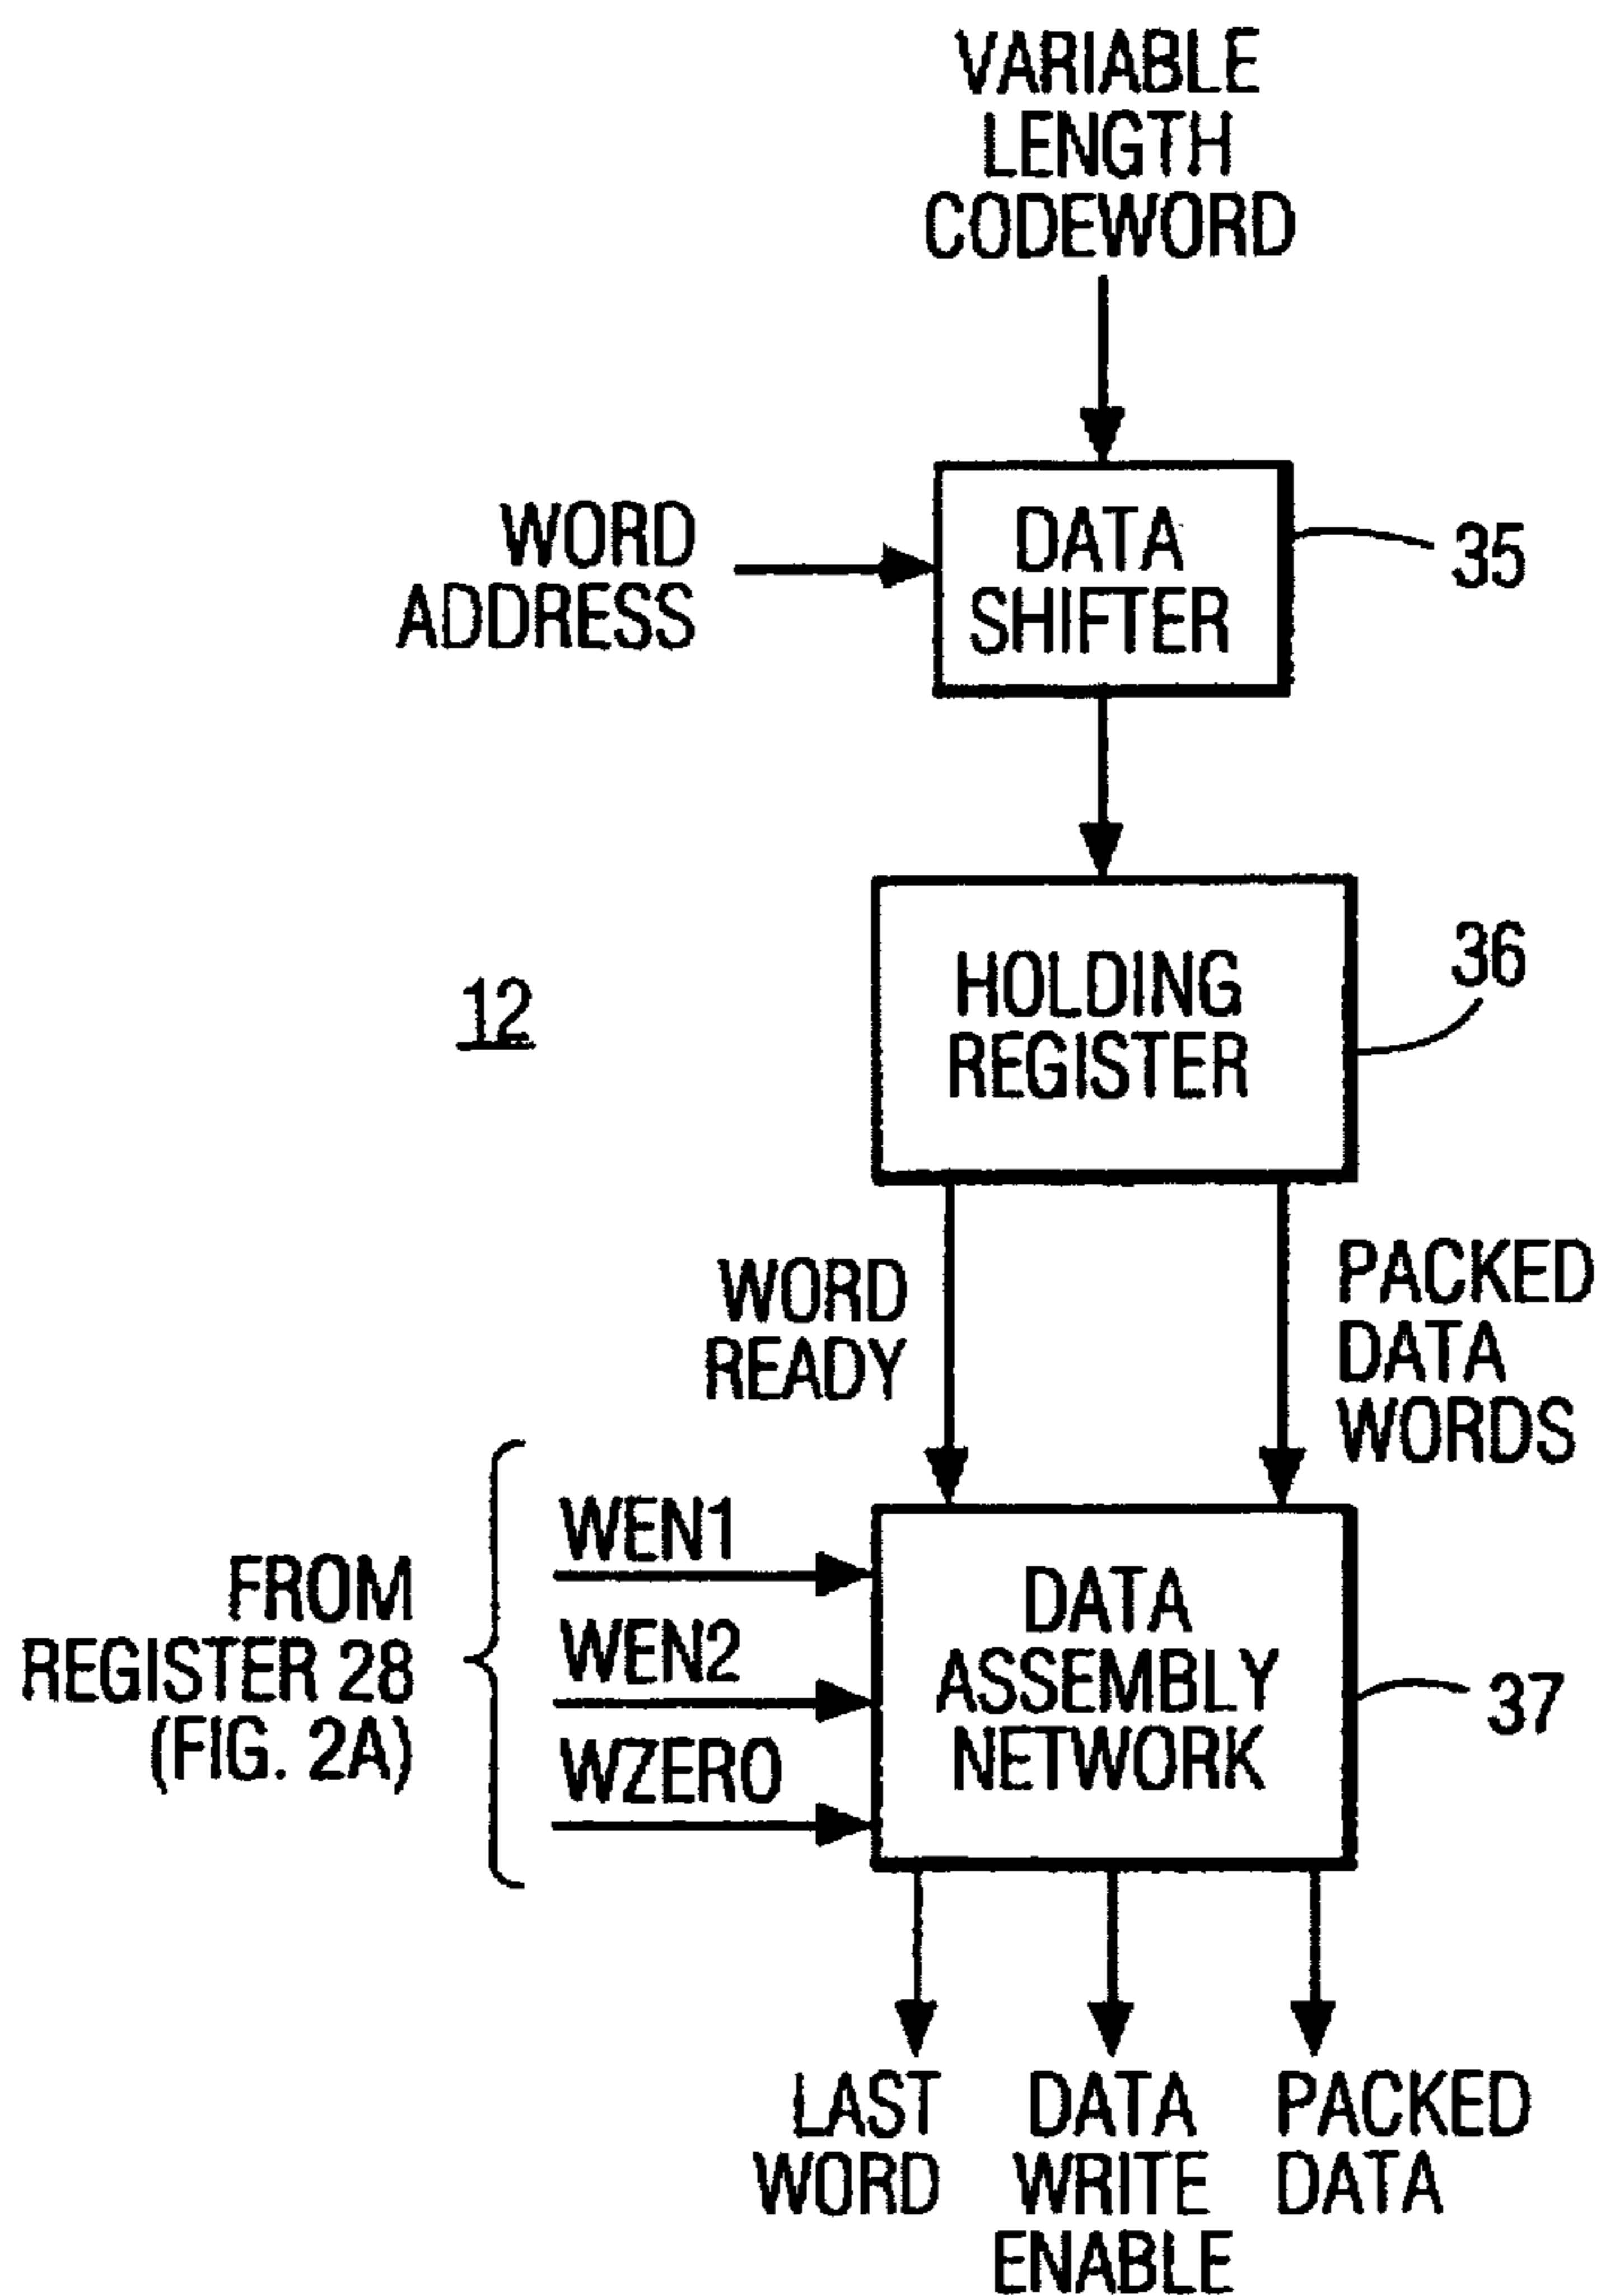 VARIABLE
LENGTH
CODEWORD
WORD
ADDRESS
DATA
SHIFTER
35
HOLDING
REGISTER
36
12
WORD
READY
PACKED
DATA
WORDS
FROM
REGISTER 28
(FIG. 2A)
WEN1
WEN2
WZERO
DATA
ASSEMBLY
NETWORK
37
LAST
WORD
DATA
WRITE
ENABLE
PACKED
DATA